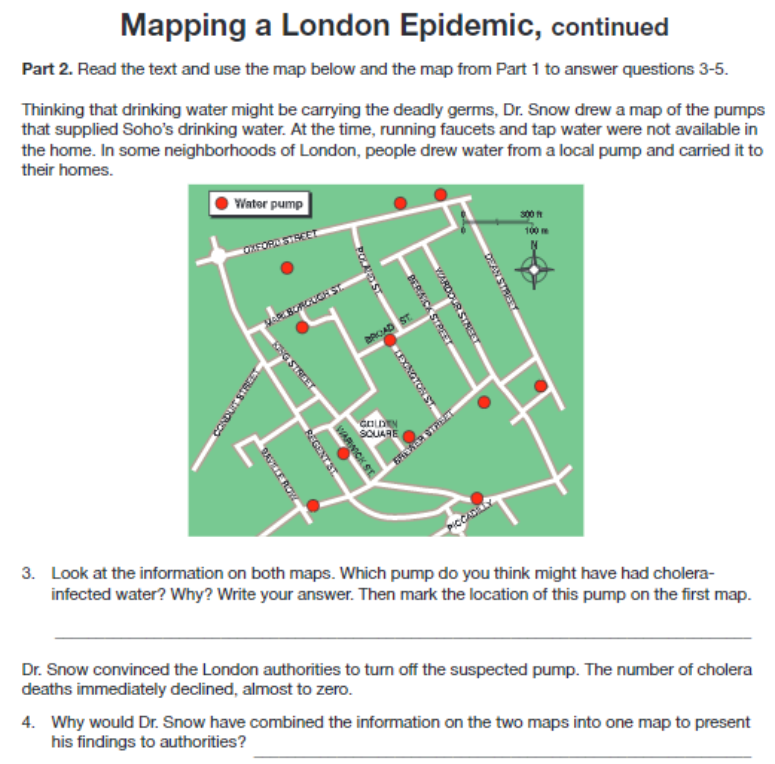 Mapping a London Epidemic, continued
Part 2. Read the text and use the map below and the map from Part 1 to answer questions 3-5.
Thinking that drinking water might be carrying the deadly germs, Dr. Snow drew a map of the pumps
that supplied Soho's drinking water. At the time, running faucets and tap water were not available in
the home. In some neighborhoods of London, people drew water from a local pump and carried it to
their homes.
Water pump
300 ft
0
0
100 m
N
OXFORD STREET
POLAND ST.
DEAN STREET
WARDOUR STREET
BERWICK STREET
MARLBOROUGH ST.
BROAD ST.
KING STREET
LEXINGTON ST.
CONDUIT STREET
GOLDEN
SQUARE
BREWER STREET
WARWICK ST.
REGENT ST.
SAVILLE ROW
PICCADILLY
3. Look at the information on both maps. Which pump do you think might have had cholera-
infected water? Why? Write your answer. Then mark the location of this pump on the first map.
Dr. Snow convinced the London authorities to turn off the suspected pump. The number of cholera
deaths immediately declined, almost to zero.
4. Why would Dr. Snow have combined the information on the two maps into one map to present
his findings to authorities?